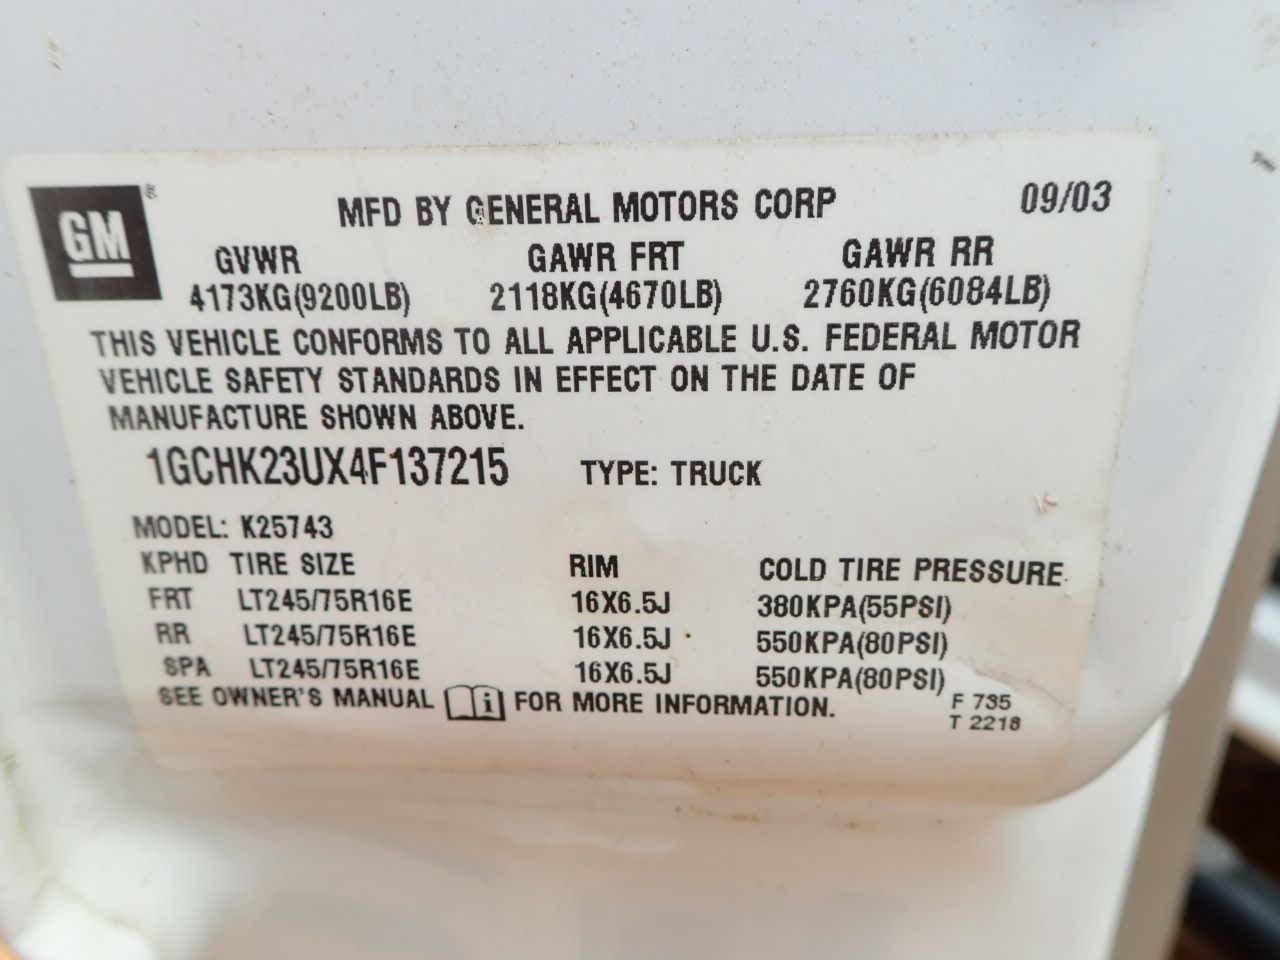 GM®
MFD BY GENERAL MOTORS CORP 09/03
GVWR GAWR FRT GAWR RR
4173KG(9200LB) 2118KG(4670LB) 2760KG(6084LB)
THIS VEHICLE CONFORMS TO ALL APPLICABLE U.S. FEDERAL MOTOR
VEHICLE SAFETY STANDARDS IN EFFECT ON THE DATE OF
MANUFACTURE SHOWN ABOVE.
1GCHK23UX4F137215 TYPE: TRUCK
MODEL: K25743
KPHD TIRE SIZE RIM COLD TIRE PRESSURE
FRT LT245/75R16E 16X6.5J 380KPA(55PSI)
RR LT245/75R16E 16X6.5J 550KPA(80PSI)
SPA LT245/75R16E 16X6.5J 550KPA(80PSI)
SEE OWNER'S MANUAL i FOR MORE INFORMATION.
F 735
T 2218